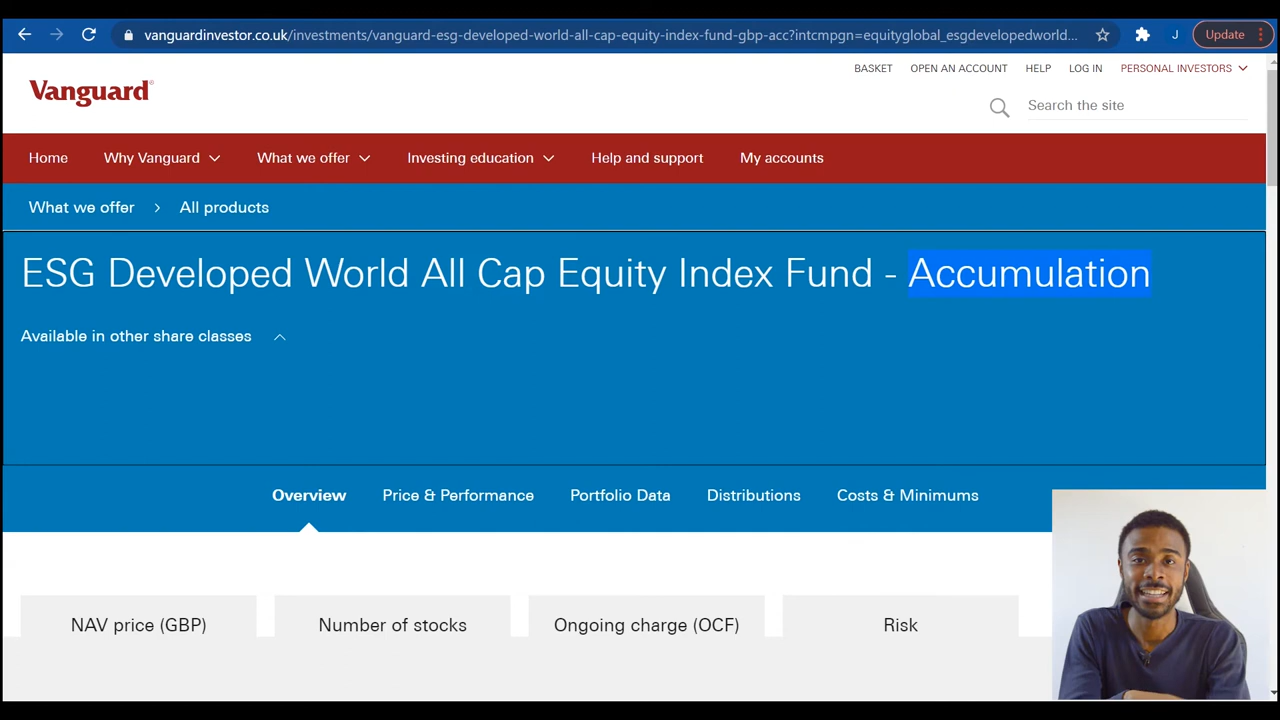 vanguardinvestor.co.uk/investments/vanguard-esg-developed-world-all-cap-equity-index-fund-gbp-acc?intcmpgn=equityglobal_esgdevelopedworld...
J
Update
BASKET
OPEN AN ACCOUNT
HELP
LOG IN
PERSONAL INVESTORS
Vanguard®
Search the site
Home
Why Vanguard
What we offer
Investing education
Help and support
My accounts
What we offer > All products
ESG Developed World All Cap Equity Index Fund - Accumulation
Available in other share classes
Overview
Price & Performance
Portfolio Data
Distributions
Costs & Minimums
NAV price (GBP)
Number of stocks
Ongoing charge (OCF)
Risk